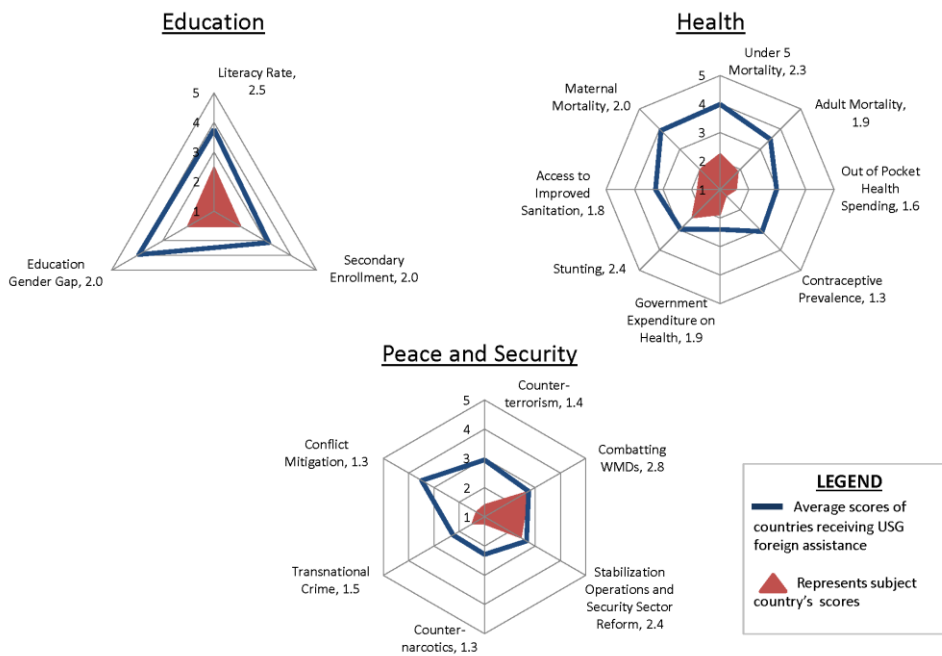 Education
Literacy Rate,
2.5
5
4
3
2
1
Education
Gender Gap, 2.0
Secondary
Enrollment, 2.0
Health
Under 5
Mortality, 2.3
5
4
3
2
1
Maternal
Mortality, 2.0
Adult Mortality,
1.9
Access to
Improved
Sanitation, 1.8
Out of Pocket
Health
Spending, 1.6
Stunting, 2.4
Contraceptive
Prevalence, 1.3
Government
Expenditure on
Health, 1.9
Peace and Security
Counter-
terrorism, 1.4
5
4
3
2
1
Conflict
Mitigation, 1.3
Combatting
WMDs, 2.8
Transnational
Crime, 1.5
Stabilization
Operations and
Security Sector
Reform, 2.4
Counter-
narcotics, 1.3
LEGEND
Average scores of
countries receiving USG
foreign assistance
Represents subject
country's scores